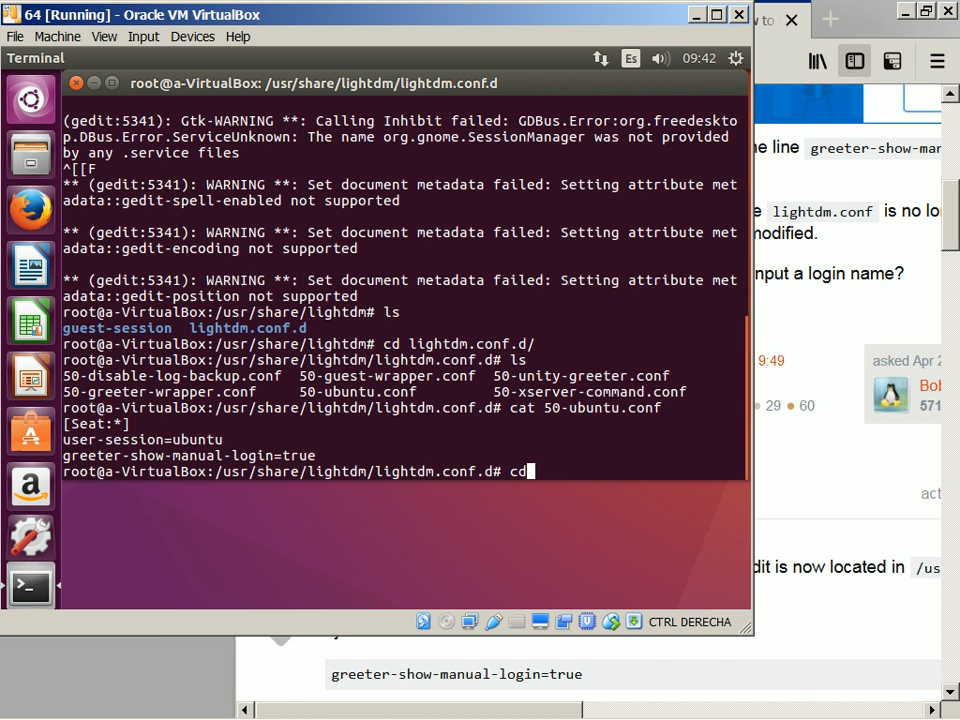 64 [Running] - Oracle VM VirtualBox
File Machine View Input Devices Help
Terminal
Es
09:42
root@a-VirtualBox: /usr/share/lightdm/lightdm.conf.d
(gedit:5341): Gtk-WARNING **: Calling Inhibit failed: GDBus.Error:org.freedeskto
p.DBus.Error.ServiceUnknown: The name org.gnome.SessionManager was not provided
by any .service files
^[[F
** (gedit:5341): WARNING **: Set document metadata failed: Setting attribute met
adata::gedit-spell-enabled not supported
** (gedit:5341): WARNING **: Set document metadata failed: Setting attribute met
adata::gedit-encoding not supported
** (gedit:5341): WARNING **: Set document metadata failed: Setting attribute met
adata::gedit-position not supported
root@a-VirtualBox:/usr/share/lightdm# ls
guest-session lightdm.conf.d
root@a-VirtualBox:/usr/share/lightdm# cd lightdm.conf.d/
root@a-VirtualBox:/usr/share/lightdm/lightdm.conf.d# ls
50-disable-log-backup.conf 50-guest-wrapper.conf 50-unity-greeter.conf
50-greeter-wrapper.conf 50-ubuntu.conf 50-xserver-command.conf
root@a-VirtualBox:/usr/share/lightdm/lightdm.conf.d# cat 50-ubuntu.conf
[Seat:*]
user-session=ubuntu
greeter-show-manual-login=true
root@a-VirtualBox:/usr/share/lightdm/lightdm.conf.d# cd
CTRL DERECHA
to
line greeter-show-mar
lightdm.conf is no lo
modified.
input a login name?
9:49
asked Apr 2
Bob
29 60
571
act
dit is now located in /us
greeter-show-manual-login=true